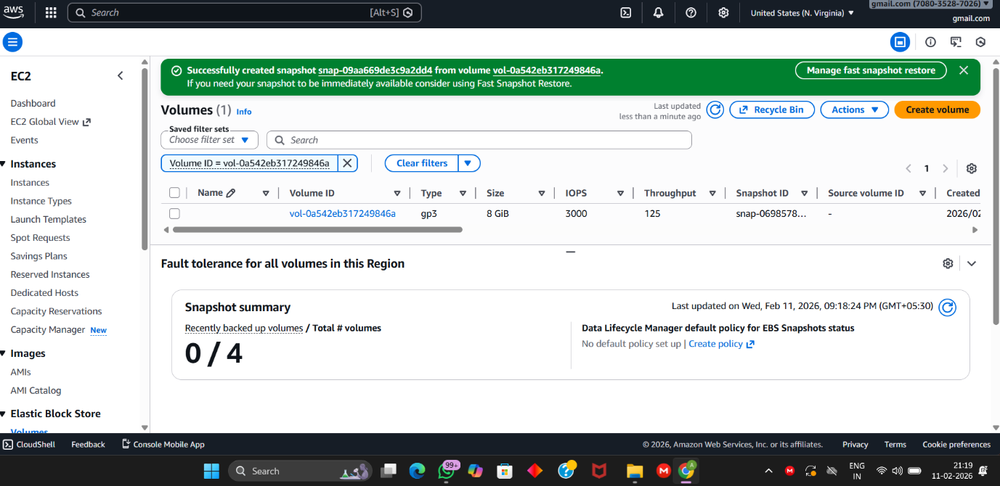 aws
Search [Alt+S]
United States (N. Virginia)
gmail.com (7080-3528-7026)
gmail.com
EC2
Dashboard
EC2 Global View
Events
Instances
Instances
Instance Types
Launch Templates
Spot Requests
Savings Plans
Reserved Instances
Dedicated Hosts
Capacity Reservations
Capacity Manager New
Images
AMIs
AMI Catalog
Elastic Block Store
Volumes
Successfully created snapshot snap-09aa669de3c9a2dd4 from volume vol-0a542eb317249846a.
If you need your snapshot to be immediately available consider using Fast Snapshot Restore.
Manage fast snapshot restore
Volumes (1) Info
Last updated
less than a minute ago
Recycle Bin
Actions
Create volume
Saved filter sets
Choose filter set
Search
Volume ID = vol-0a542eb317249846a
Clear filters
1
Name Volume ID Type Size IOPS Throughput Snapshot ID Source volume ID Created
vol-0a542eb317249846a gp3 8 GiB 3000 125 snap-0698578... - 2026/02
Fault tolerance for all volumes in this Region
Snapshot summary
Last updated on Wed, Feb 11, 2026, 09:18:24 PM (GMT+05:30)
Recently backed up volumes / Total # volumes
0 / 4
Data Lifecycle Manager default policy for EBS Snapshots status
No default policy set up | Create policy
CloudShell Feedback Console Mobile App
© 2026, Amazon Web Services, Inc. or its affiliates. Privacy Terms Cookie preferences
Search
99+
A
ENG
IN
21:19
11-02-2026